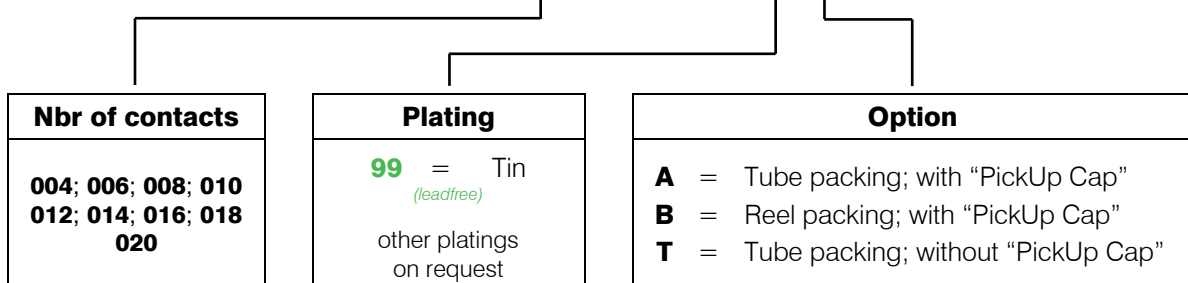 Nbr of contacts
004; 006; 008; 010
012; 014; 016; 018
020
Plating
99 = Tin
(leadfree)
other platings
on request
Option
A = Tube packing; with “PickUp Cap”
B = Reel packing; with “PickUp Cap”
T = Tube packing; without “PickUp Cap”